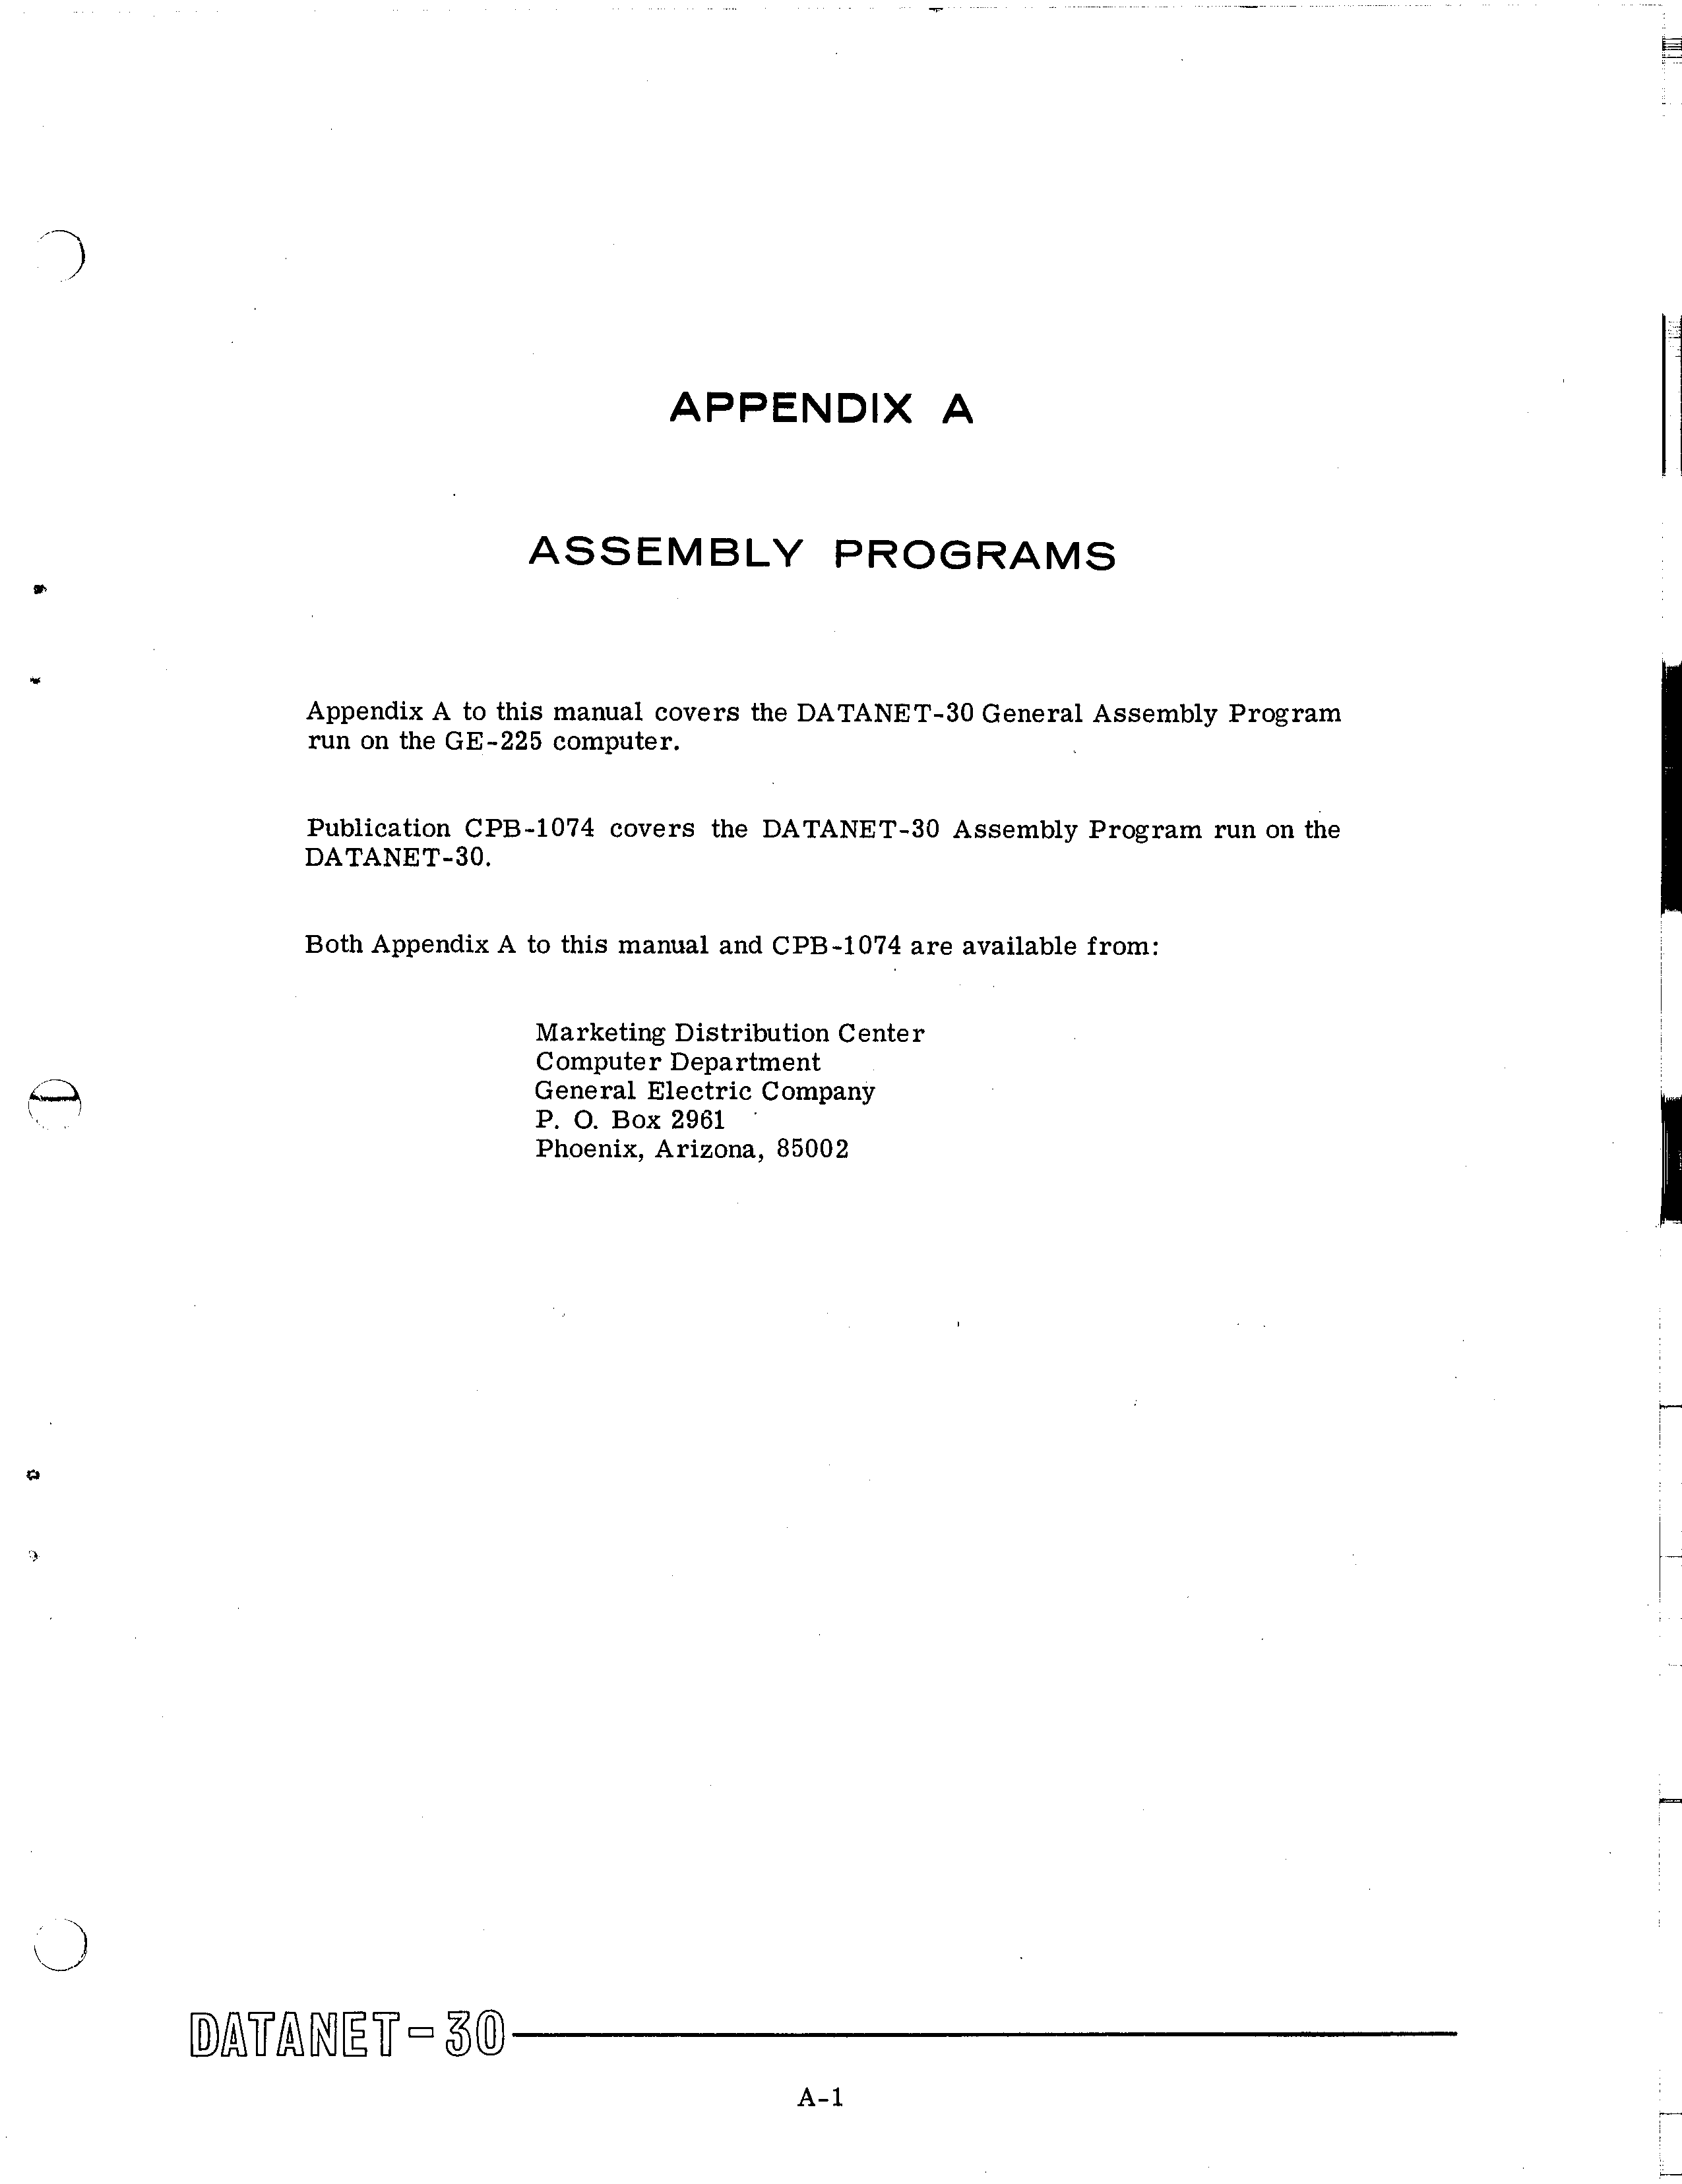 APPENDIX A
ASSEMBLY PROGRAMS
Appendix A to this manual covers the DATANET-30 General Assembly Program
run on the GE-225 computer.
Publication CPB-1074 covers the DATANET-30 Assembly Program run on the
DATANET-30.
Both Appendix A to this manual and CPB-1074 are available from:
Marketing Distribution Center
Computer Department
General Electric Company
P. O. Box 2961
Phoenix, Arizona, 85002
DATANET-30
A-1